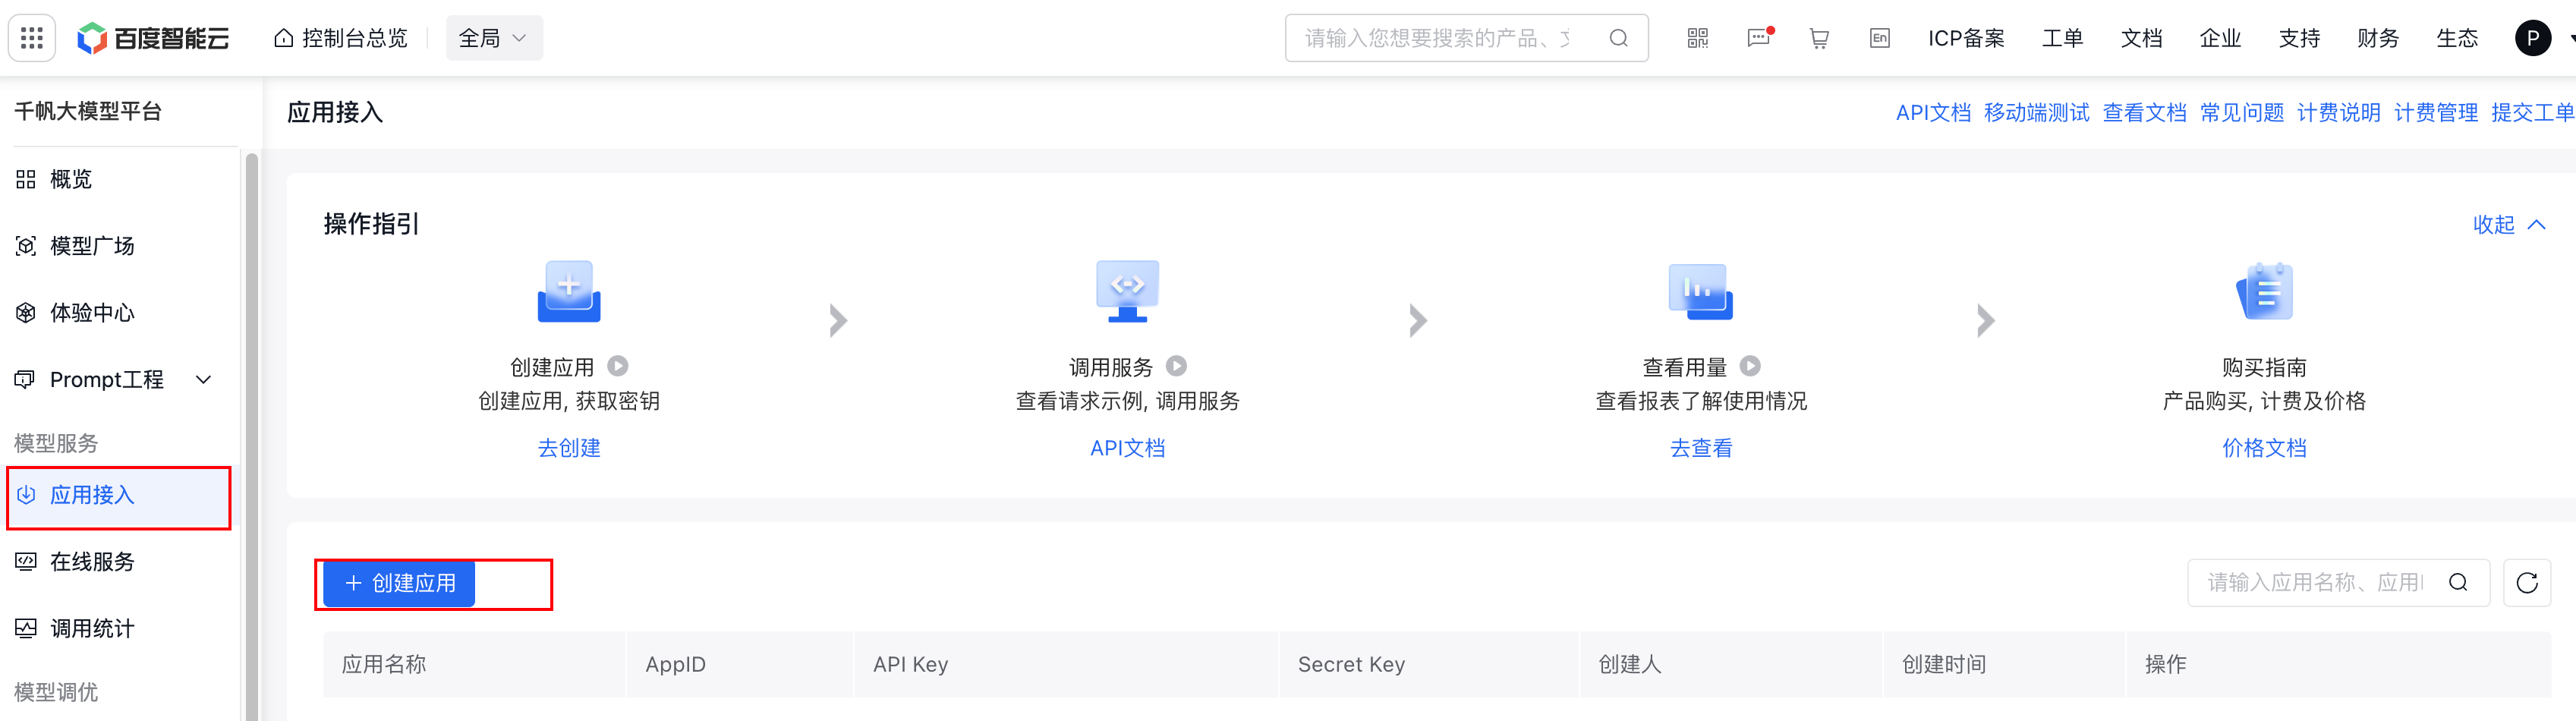 百度智能云 控制台总览 全局 请输入您想要搜索的产品、 En ICP备案 工单 文档 企业 支持 财务 生态 P
千帆大模型平台
概览
模型广场
体验中心
Prompt工程
模型服务
应用接入
在线服务
调用统计
模型调优
应用接入 API文档 移动端测试 查看文档 常见问题 计费说明 计费管理 提交工单
操作指引 收起
创建应用
创建应用, 获取密钥
去创建
调用服务
查看请求示例, 调用服务
API文档
查看用量
查看报表了解使用情况
去查看
购买指南
产品购买, 计费及价格
价格文档
+ 创建应用 请输入应用名称、应用
应用名称 AppID API Key Secret Key 创建人 创建时间 操作